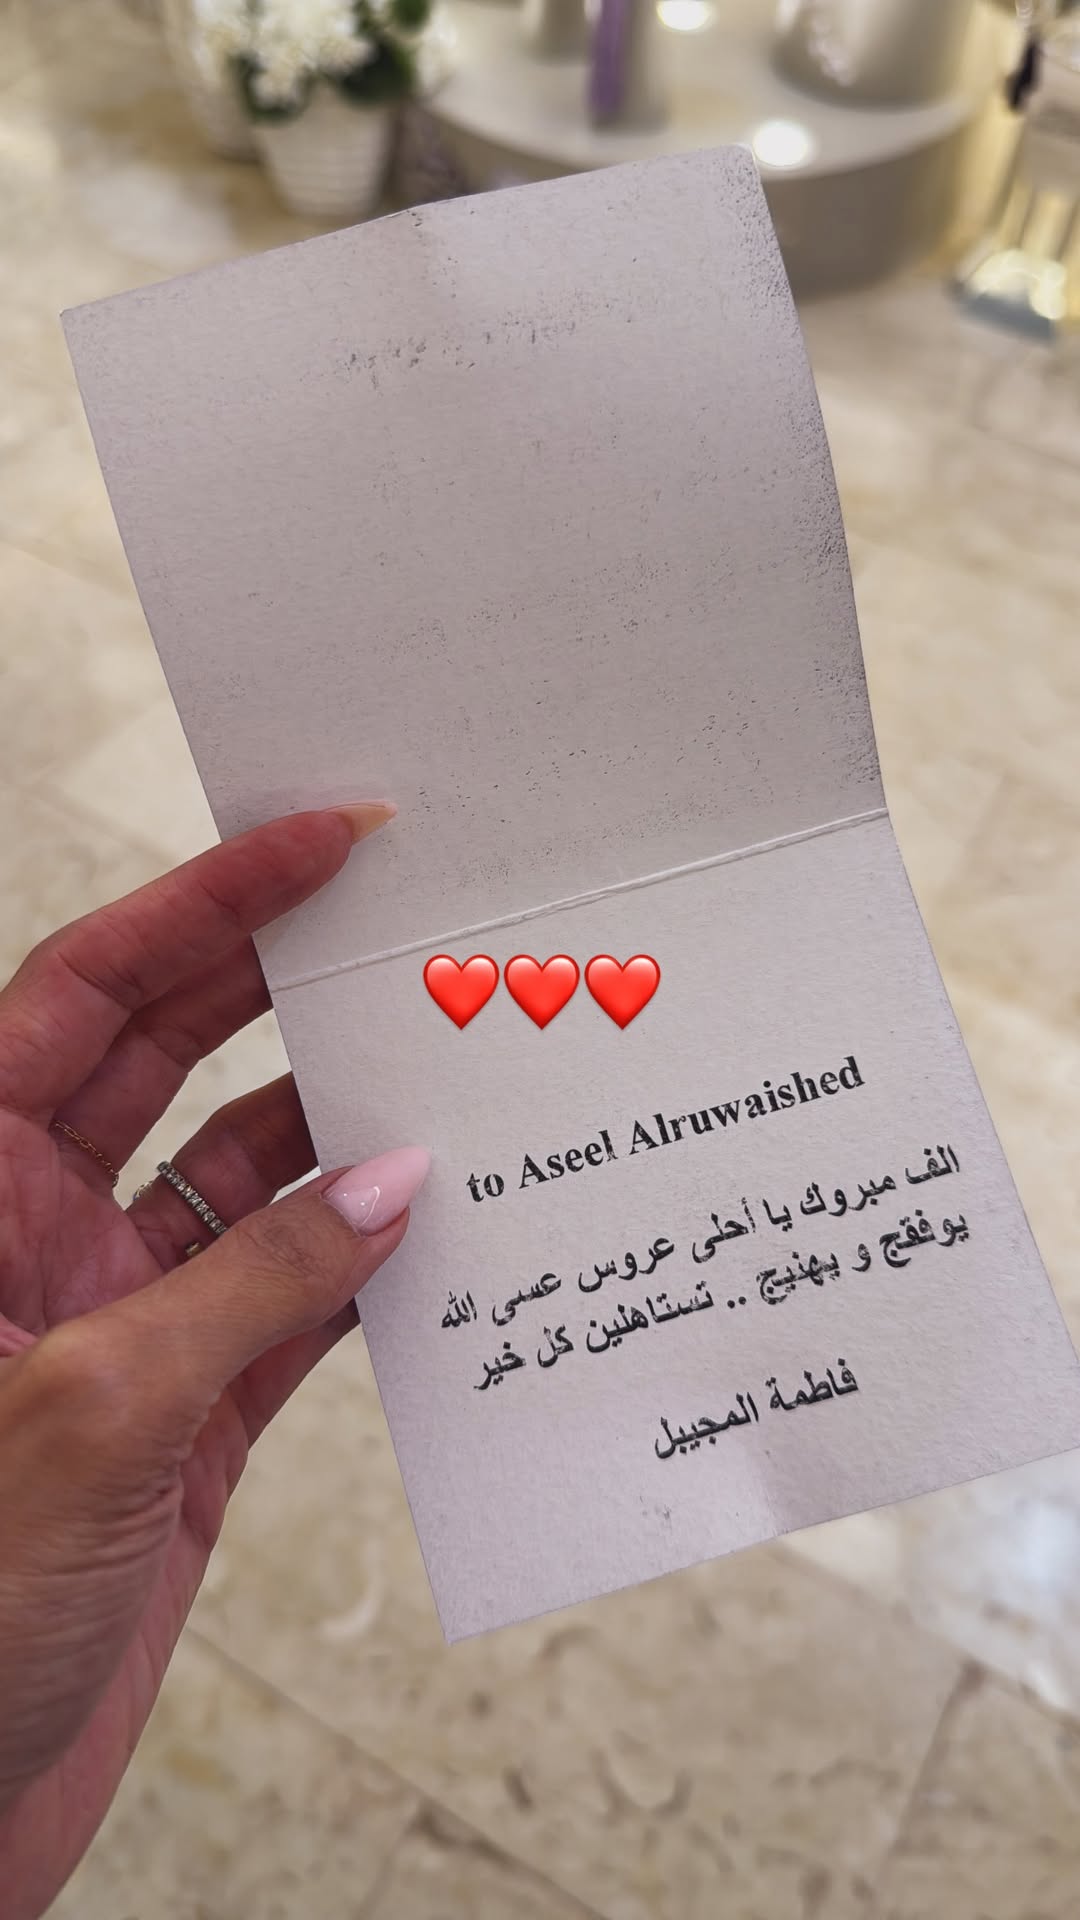 ❤️❤️❤️
to Aseel Alruwaished
الف مبروك يا أحلى عروس عسى الله
يوفقج و يهنيج .. تستاهلين كل خير
فاطمة المجيبل